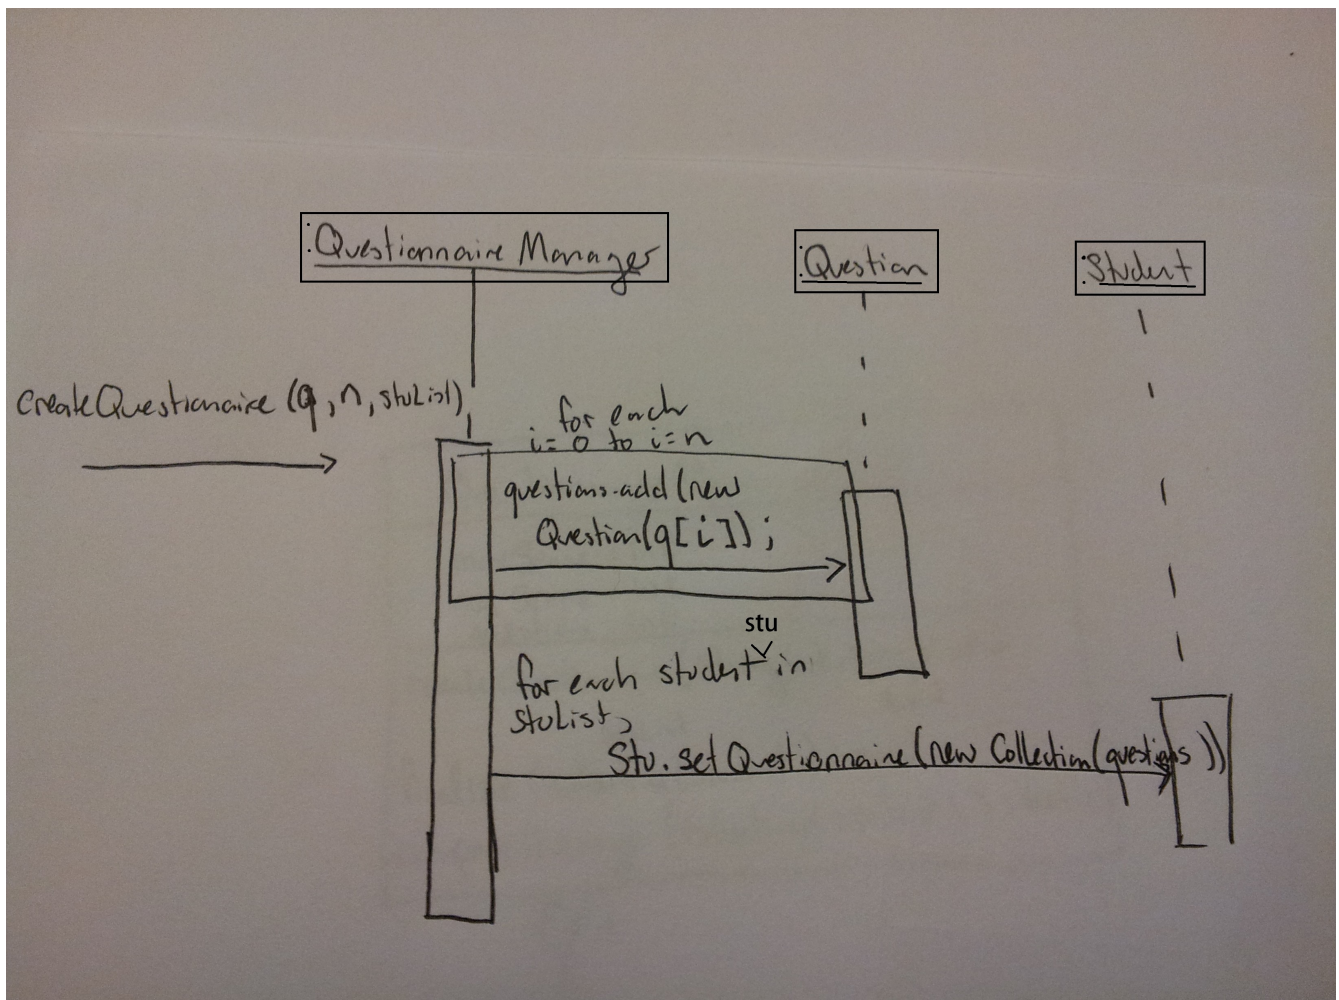 :Questionnaire Manager
:Question
:Student
createQuestionnaire (q, n, stuList)
for each
i= 0 to i=n
questions.add(new
Question(q[i]));
stu
for each student in
stuList,
Stu.setQuestionnaire(new Collection(questions))